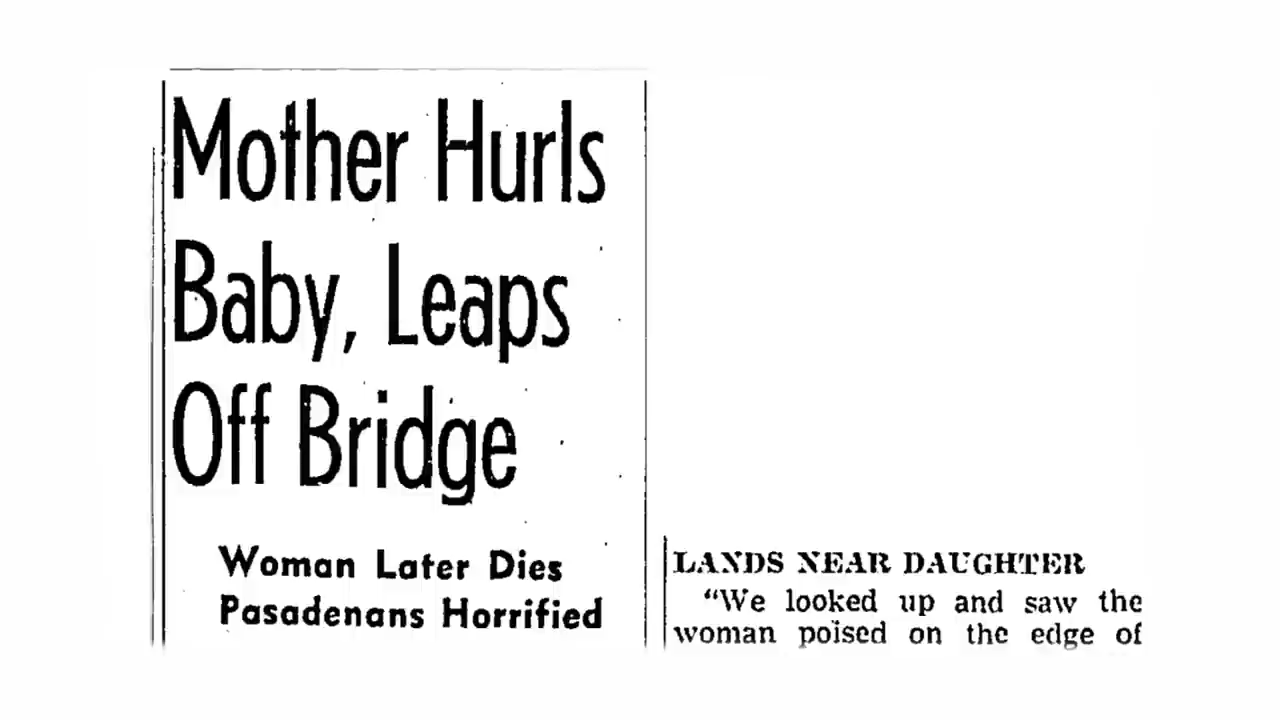 Mother Hurls
Baby, Leaps
Off Bridge
Woman Later Dies
Pasadenans Horrified
LANDS NEAR DAUGHTER
"We looked up and saw the
woman poised on the edge of